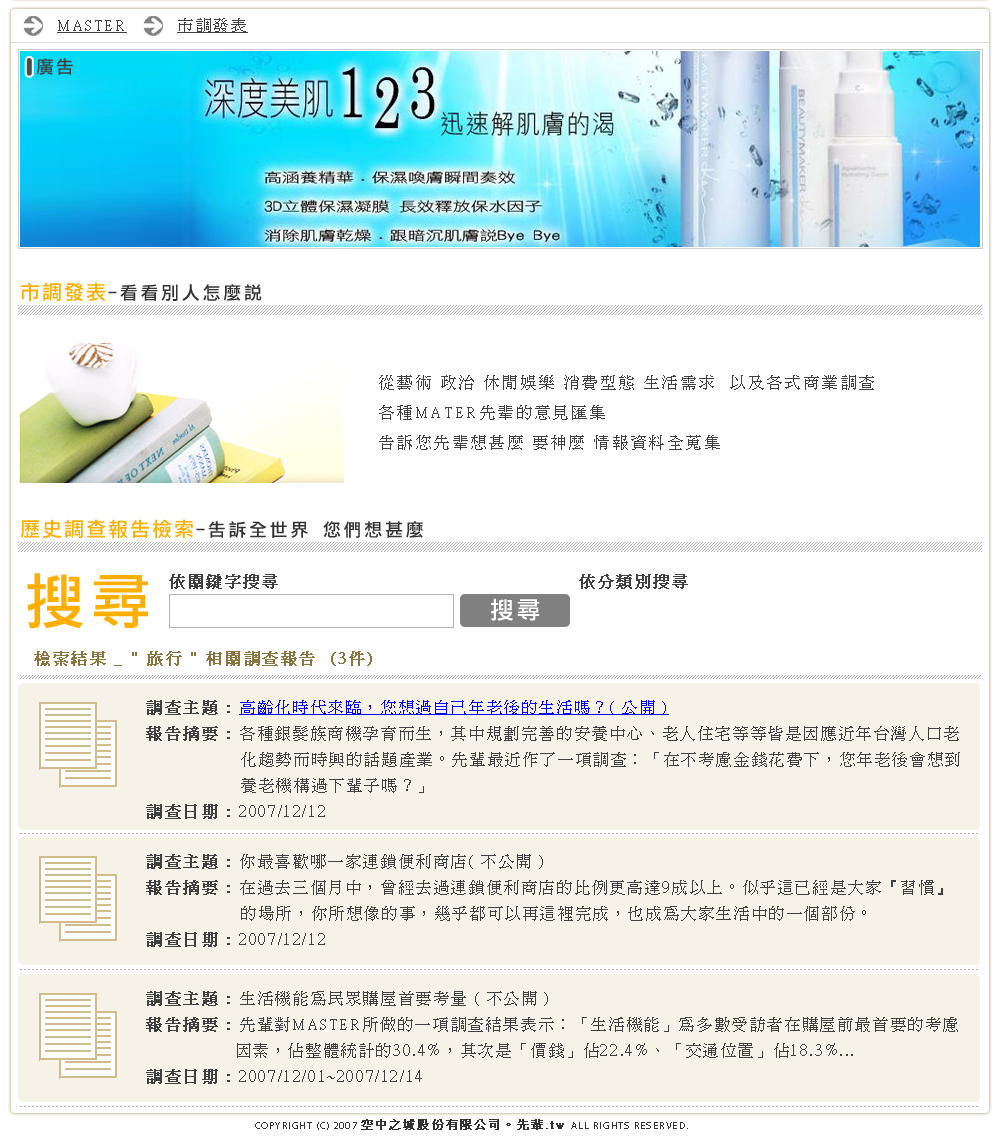 MASTER 市調發表
廣告
深度美肌123
迅速解肌膚的渴
高涵養精華．保濕喚膚瞬間奏效
3D立體保濕凝膜 長效釋放保水因子
消除肌膚乾燥．跟暗沉肌膚説Bye Bye
BEAUTYMAKER
市調發表-看看別人怎麼説
從藝術 政治 休閒娛樂 消費型態 生活需求 以及各式商業調查
各種MATER先輩的意見匯集
告訴您先輩想甚麼 要神麼 情報資料全蒐集
NEXT OF
歷史調查報告檢索-告訴全世界 您們想甚麼
搜尋
依關鍵字搜尋 依分類別搜尋
搜尋
檢索結果 _ " 旅行 " 相關調查報告 (3件)
調查主題：高齡化時代來臨，您想過自己年老後的生活嗎？( 公開 )
報告摘要：各種銀髮族商機孕育而生，其中規劃完善的安養中心、老人住宅等等皆是因應近年台灣人口老
化趨勢而時興的話題產業。先輩最近作了一項調查：「在不考慮金錢花費下，您年老後會想到
養老機構過下輩子嗎？」
調查日期：2007/12/12
調查主題：你最喜歡哪一家連鎖便利商店( 不公開 )
報告摘要：在過去三個月中，曾經去過連鎖便利商店的比例更高達9成以上。似乎這已經是大家『習慣』
的場所，你所想像的事，幾乎都可以再這裡完成，也成為大家生活中的一個部份。
調查日期：2007/12/12
調查主題：生活機能為民眾購屋首要考量 ( 不公開 )
報告摘要：先輩對MASTER所做的一項調查結果表示：「生活機能」為多數受訪者在購屋前最首要的考慮
因素，佔整體統計的30.4%，其次是「價錢」佔22.4%、「交通位置」佔18.3%...
調查日期：2007/12/01~2007/12/14
COPYRIGHT (C) 2007 空中之城股份有限公司。先輩.tw ALL RIGHTS RESERVED.